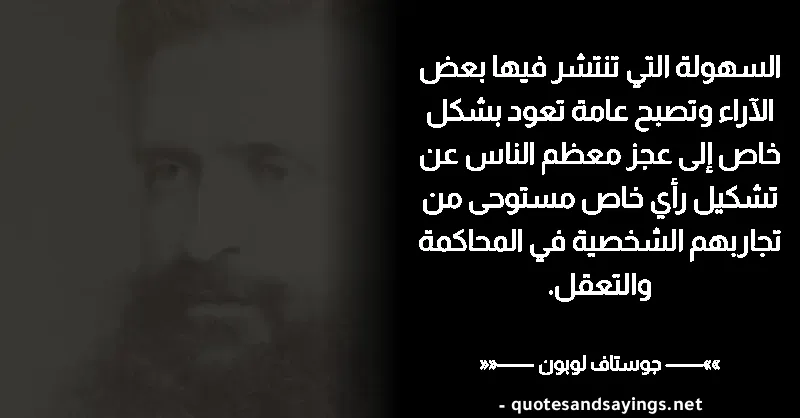 السهولة التي تنتشر فيها بعض
الآراء وتصبح عامة تعود بشكل
خاص إلى عجز معظم الناس عن
تشكيل رأي خاص مستوحى من
تجاربهم الشخصية في المحاكمة
والتعقل.
»»—— جوستاف لوبون ——««
- quotesandsayings.net